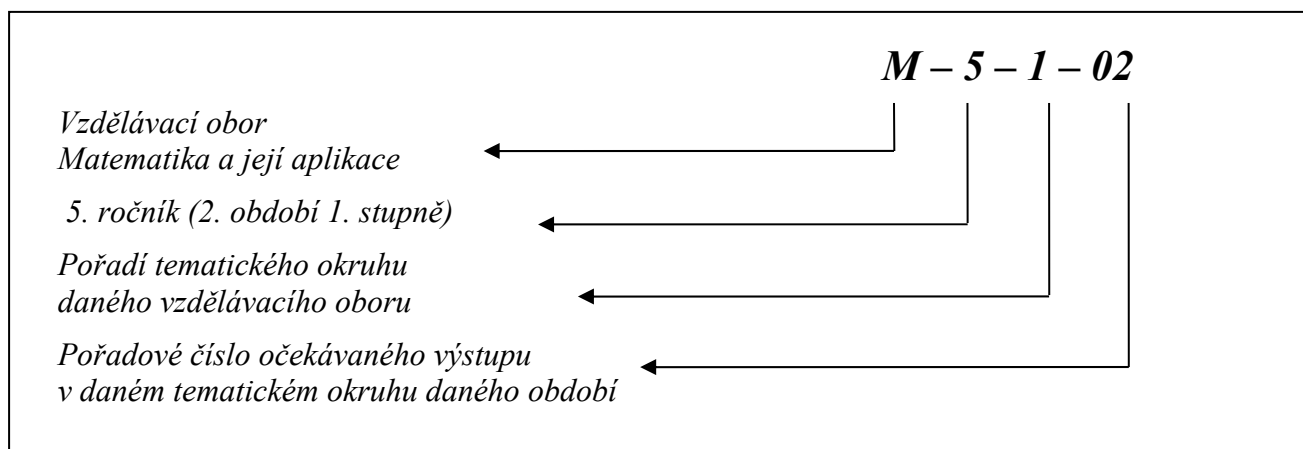 M – 5 – 1 – 02
Vzdělávací obor
Matematika a její aplikace
5. ročník (2. období 1. stupně)
Pořadí tematického okruhu
daného vzdělávacího oboru
Pořadové číslo očekávaného výstupu
v daném tematickém okruhu daného období